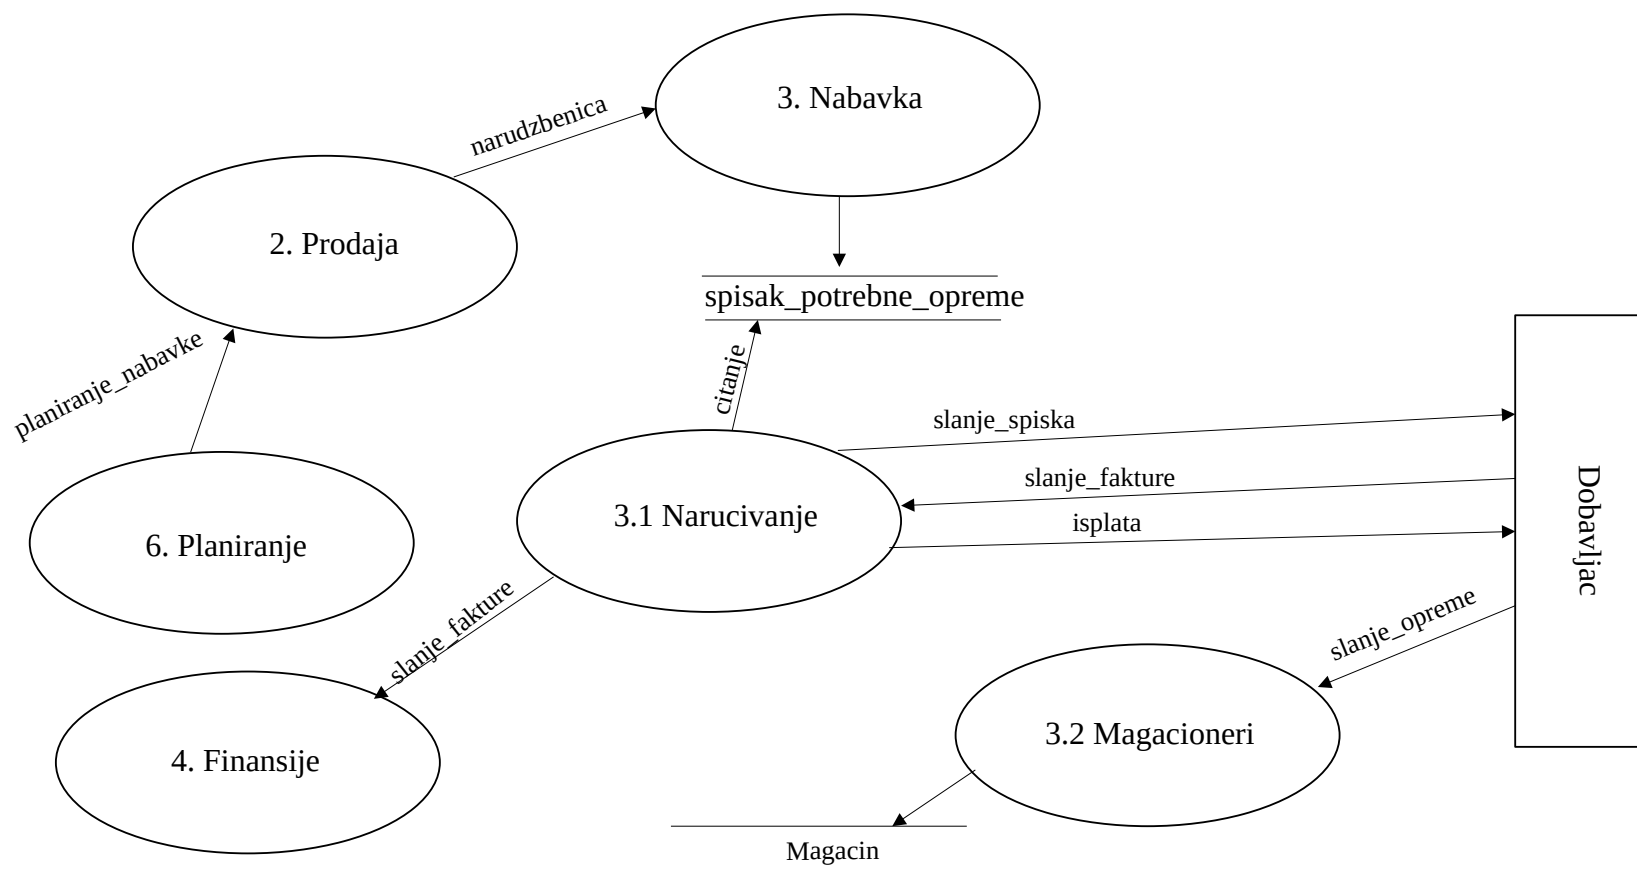 3. Nabavka
narudzbenica
2. Prodaja
spisak_potrebne_opreme
planiranje_nabavke
citanje
slanje_spiska
slanje_fakture
Dobavljac
3.1 Narucivanje
isplata
6. Planiranje
slanje_fakture
slanje_opreme
3.2 Magacioneri
4. Finansije
Magacin